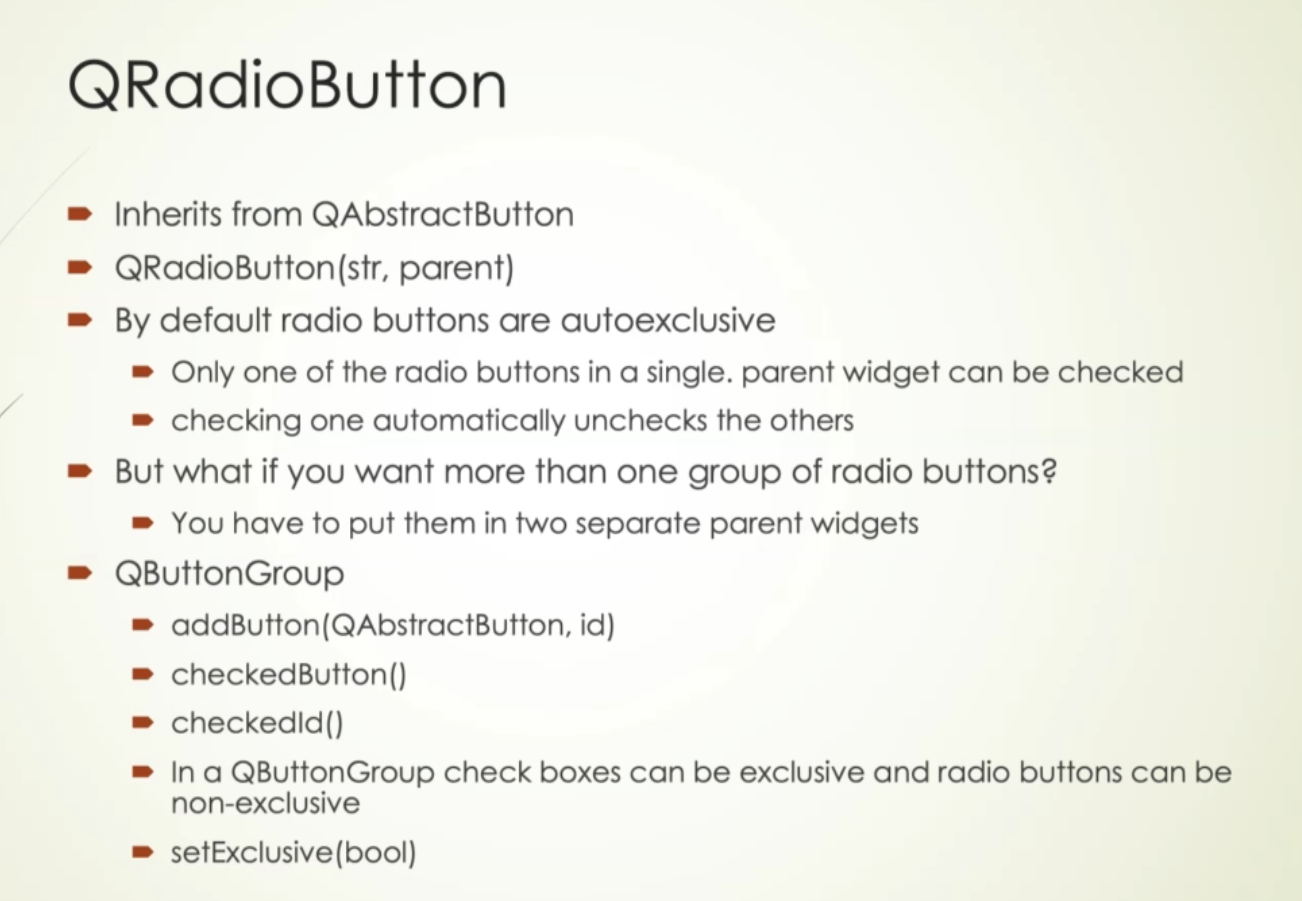 QRadioButton
Inherits from QAbstractButton
QRadioButton(str, parent)
By default radio buttons are autoexclusive
Only one of the radio buttons in a single. parent widget can be checked
checking one automatically unchecks the others
But what if you want more than one group of radio buttons?
You have to put them in two separate parent widgets
QButtonGroup
addButton(QAbstractButton, id)
checkedButton()
checkedId()
In a QButtonGroup check boxes can be exclusive and radio buttons can be
non-exclusive
setExclusive(bool)